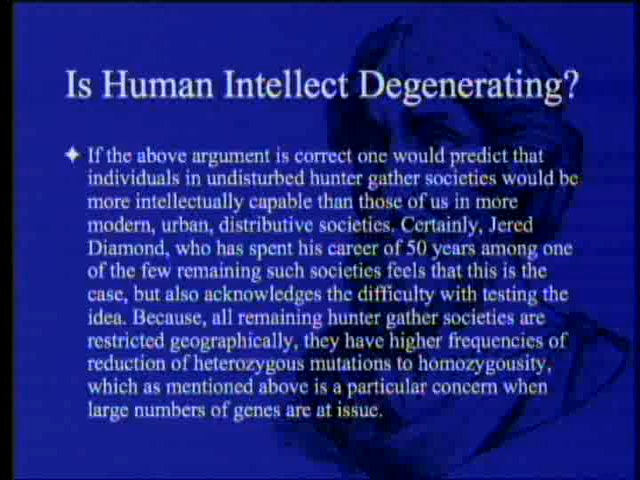 Is Human Intellect Degenerating?
If the above argument is correct one would predict that
individuals in undisturbed hunter gather societies would be
more intellectually capable than those of us in more
modern, urban, distributive societies. Certainly, Jered
Diamond, who has spent his career of 50 years among one
of the few remaining such societies feels that this is the
case, but also acknowledges the difficulty with testing the
idea. Because, all remaining hunter gather societies are
restricted geographically, they have higher frequencies of
reduction of heterozygous mutations to homozygousity,
which as mentioned above is a particular concern when
large numbers of genes are at issue.